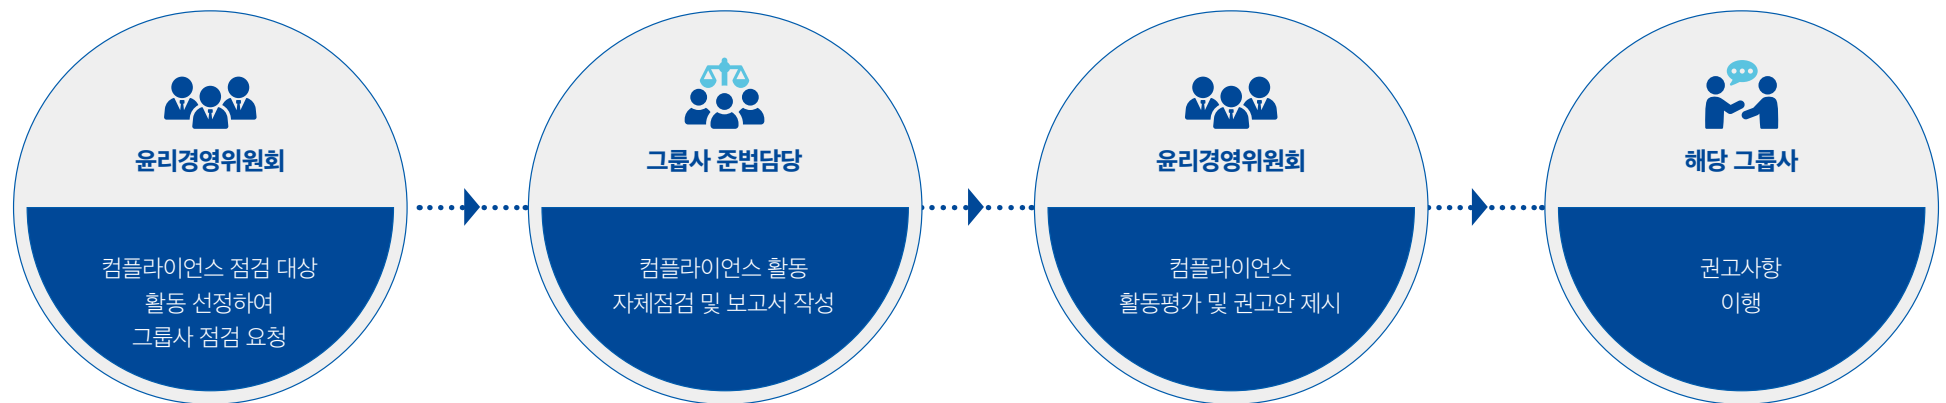 윤리경영위원회
컴플라이언스 점검 대상
활동 선정하여
그룹사 점검 요청
그룹사 준법담당
컴플라이언스 활동
자체점검 및 보고서 작성
윤리경영위원회
컴플라이언스
활동평가 및 권고안 제시
해당 그룹사
권고사항
이행